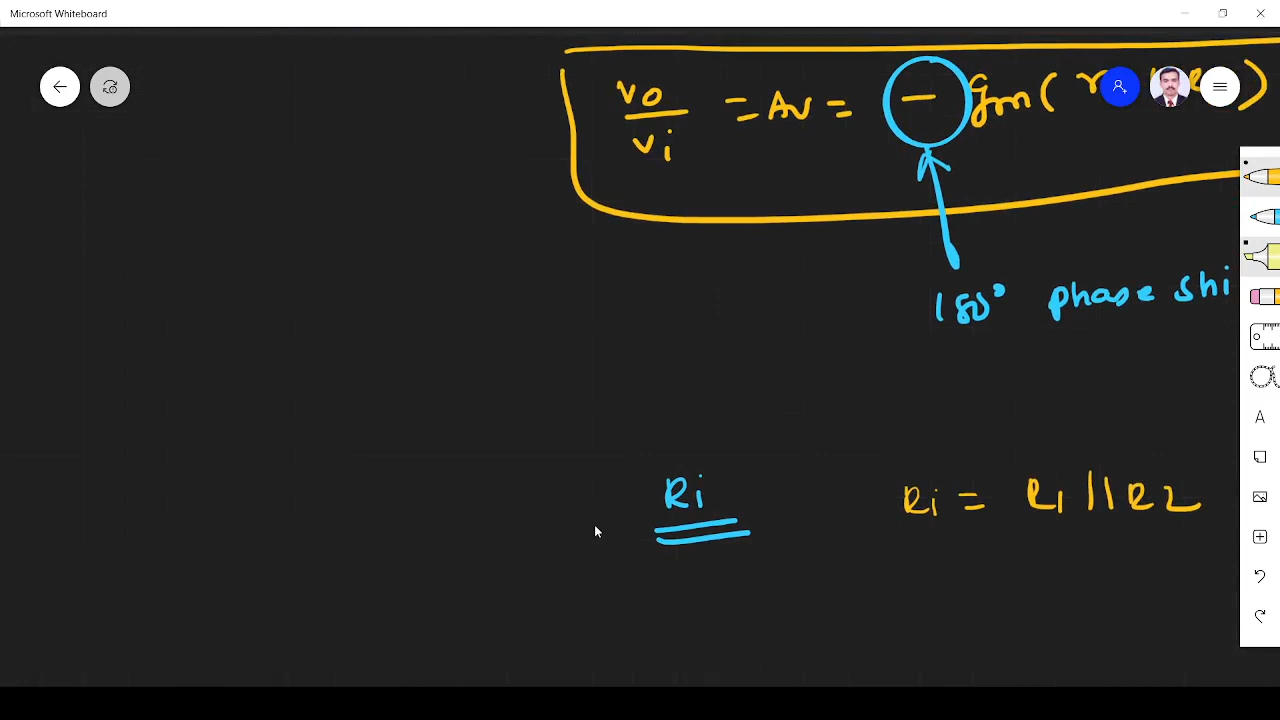 Microsoft Whiteboard
vo/vi = Av = - gm(
180° phase shi
Ri
Ri = R1 || R2
A